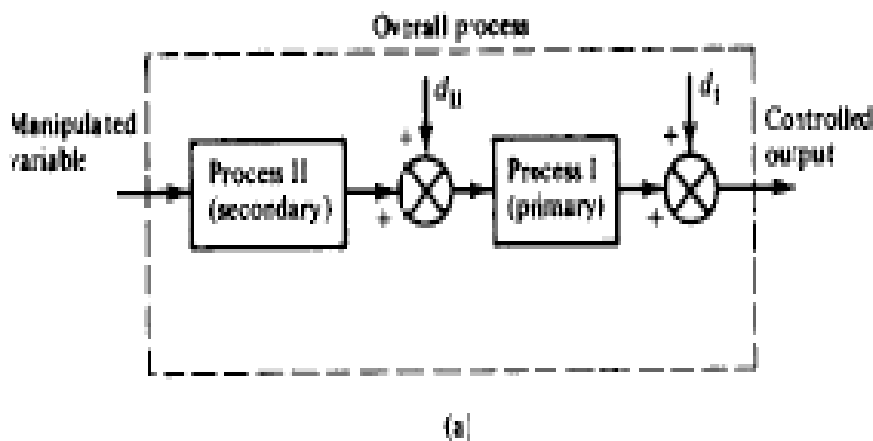 Overall process
Manipulated
variable
d_II
d_I
Controlled
output
Process II
(secondary)
Process I
(primary)
+
+
+
+
(a)